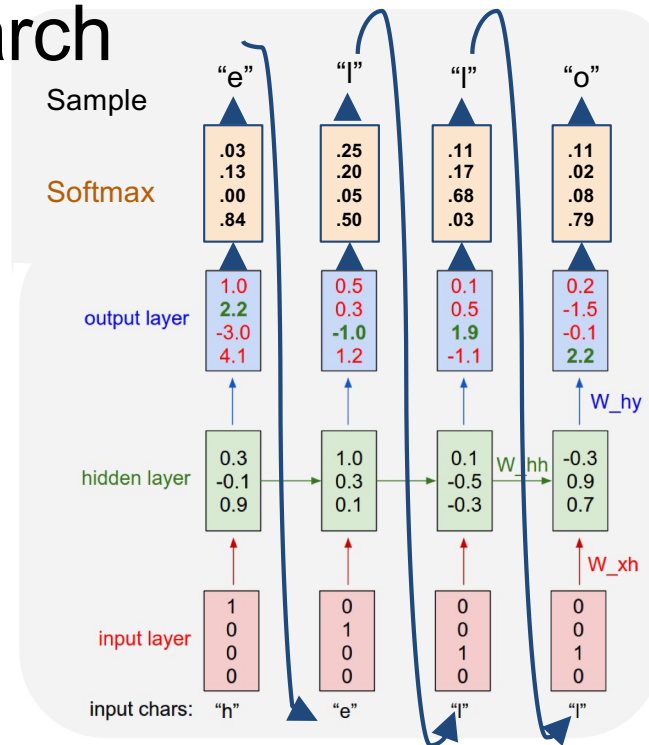 arch
Sample “e” “l” “l” “o”
Softmax
.03 .25 .11 .11
.13 .20 .17 .02
.00 .05 .68 .08
.84 .50 .03 .79
output layer
1.0 0.5 0.1 0.2
2.2 0.3 0.5 -1.5
-3.0 -1.0 1.9 -0.1
4.1 1.2 -1.1 2.2
W_hy
hidden layer
0.3 1.0 0.1 -0.3
-0.1 0.3 -0.5 0.9
0.9 0.1 -0.3 0.7
W_hh
W_xh
input layer
1 0 0 0
0 1 0 0
0 0 1 1
0 0 0 0
input chars: “h” “e” “l” “l”